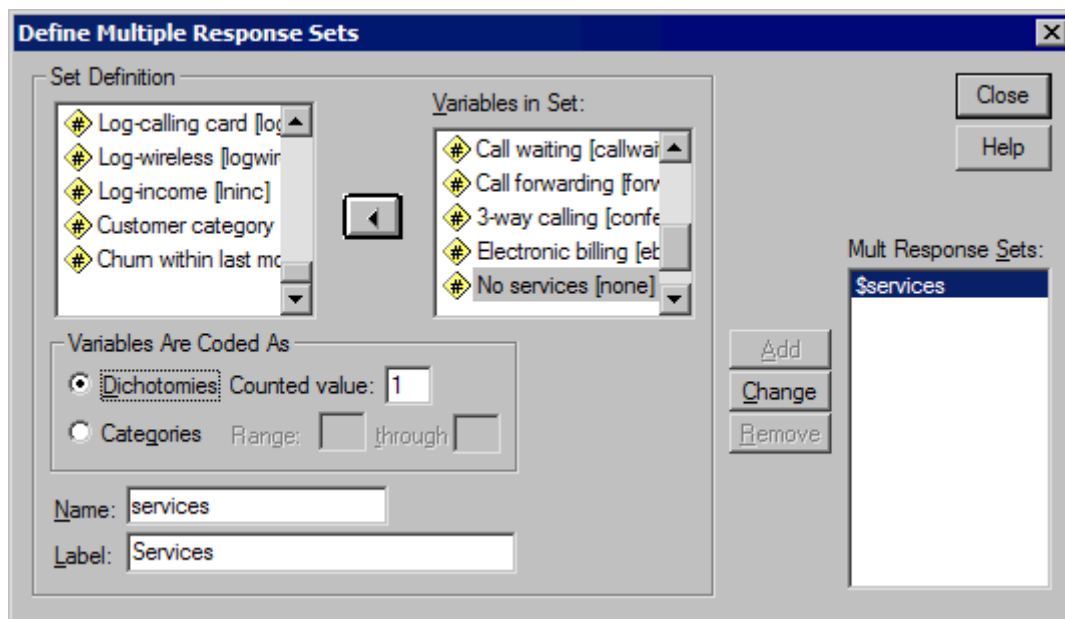 Define Multiple Response Sets
Set Definition
Log-calling card [log
Log-wireless [logwir
Log-income [lninc]
Customer category
Churn within last mo
Variables in Set:
Call waiting [callwai
Call forwarding [forw
3-way calling [confe
Electronic billing [eb
No services [none]
Close
Help
Variables Are Coded As
Dichotomies Counted value: 1
Categories Range: through
Name: services
Label: Services
Add
Change
Remove
Mult Response Sets:
$services